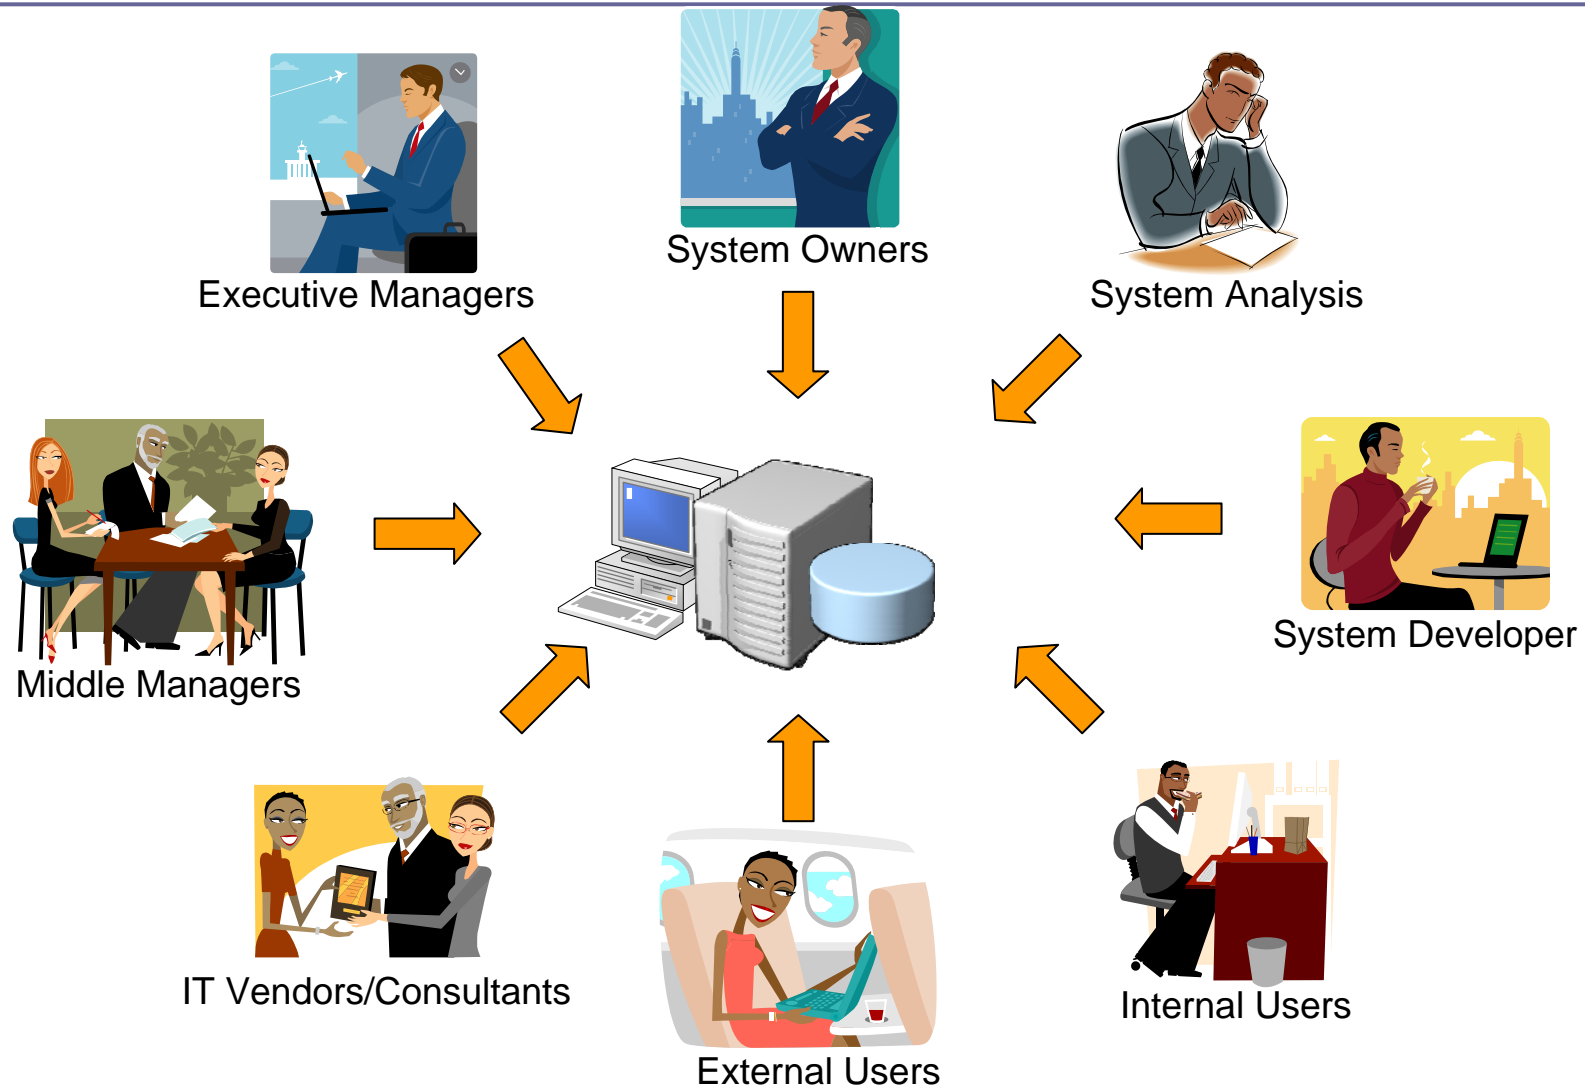 System Owners
Executive Managers
System Analysis
System Developer
Middle Managers
IT Vendors/Consultants
Internal Users
External Users